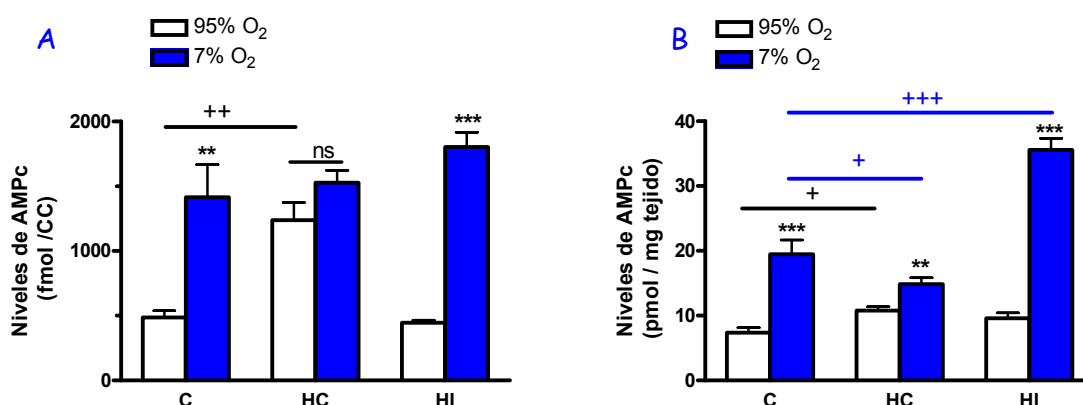 A
95% O2
7% O2
Niveles de AMPc
(fmol /CC)
2000
1000
0
++
**
ns
***
C
HC
HI
B
95% O2
7% O2
Niveles de AMPc
(pmol / mg tejido)
40
30
20
10
0
+++
+
+
***
**
***
C
HC
HI